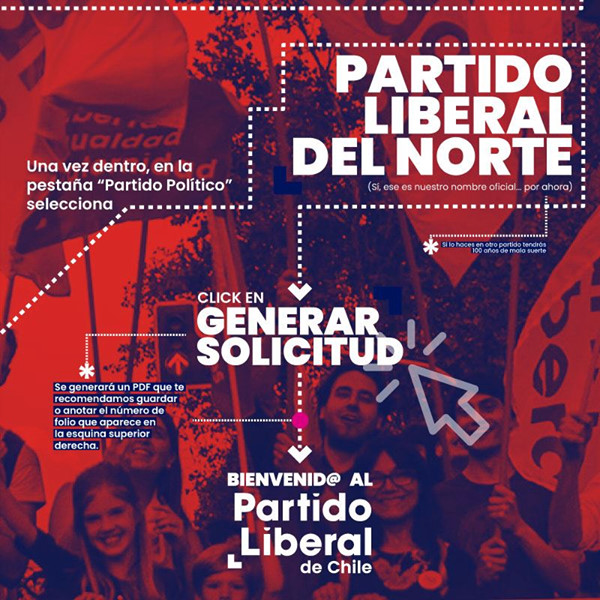 PARTIDO
LIBERAL
DEL NORTE
(Sí, ese es nuestro nombre oficial... por ahora)
Una vez dentro, en la
pestaña “Partido Político”
selecciona
* Si lo haces en otro partido tendrás
100 años de mala suerte
CLICK EN
GENERAR
SOLICITUD
*
Se generará un PDF que te
recomendamos guardar
o anotar el número de
folio que aparece en
la esquina superior
derecha.
BIENVENID@ AL
Partido
Liberal
de Chile
ualdad